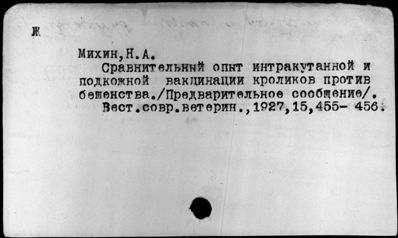 Ж
Михин,Н.А.
Сравнительный опыт интракутанной и
подкожной вакцинации кроликов против
бешенства./Предварительное сообщение/.
Вест.совр.ветерин.,1927,15,455- 456.